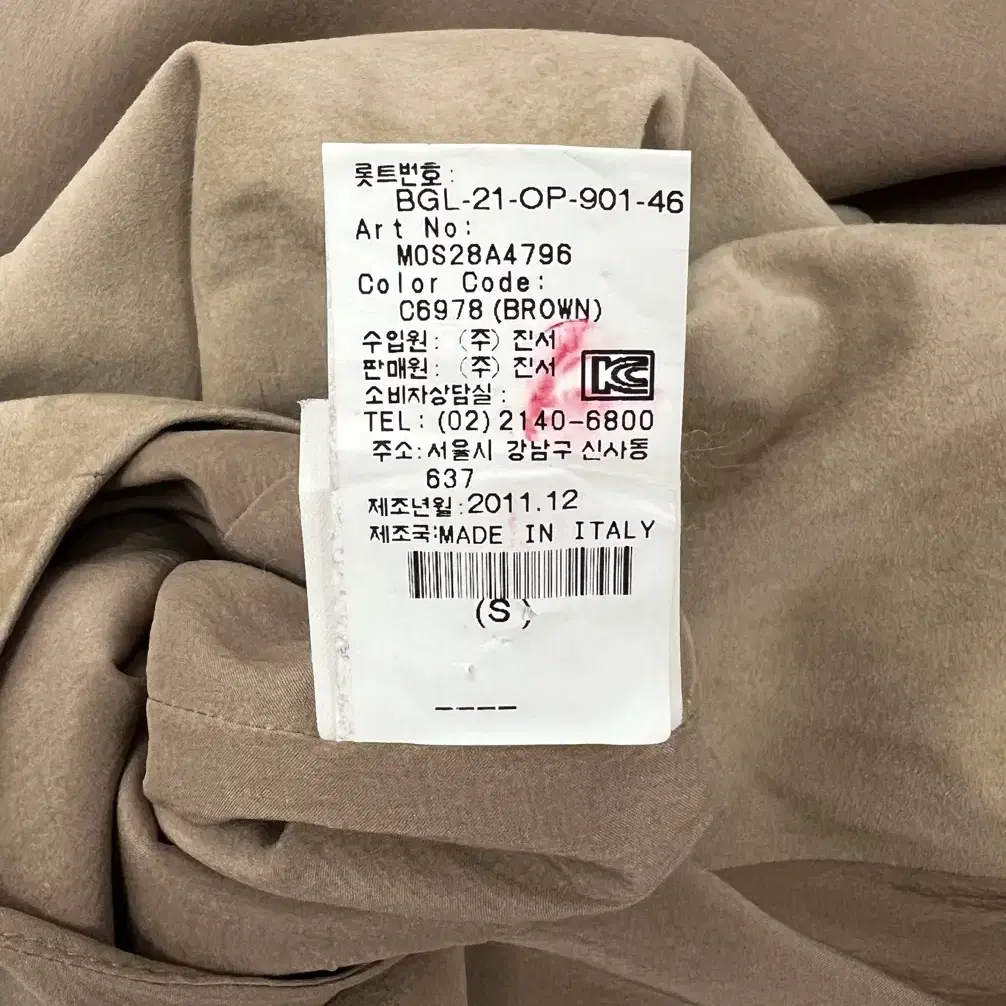 롯트번호 :
BGL-21-OP-901-46
Art No:
MOS28A4796
Color Code:
C6978(BROWN)
수입원: (주) 진서
판매원: (주) 진서
KC
소비자상담실 :
TEL: (02)2140-6800
주소:서울시 강남구 신사동
637
제조년월:2011.12
제조국:MADE IN ITALY
(S )
----